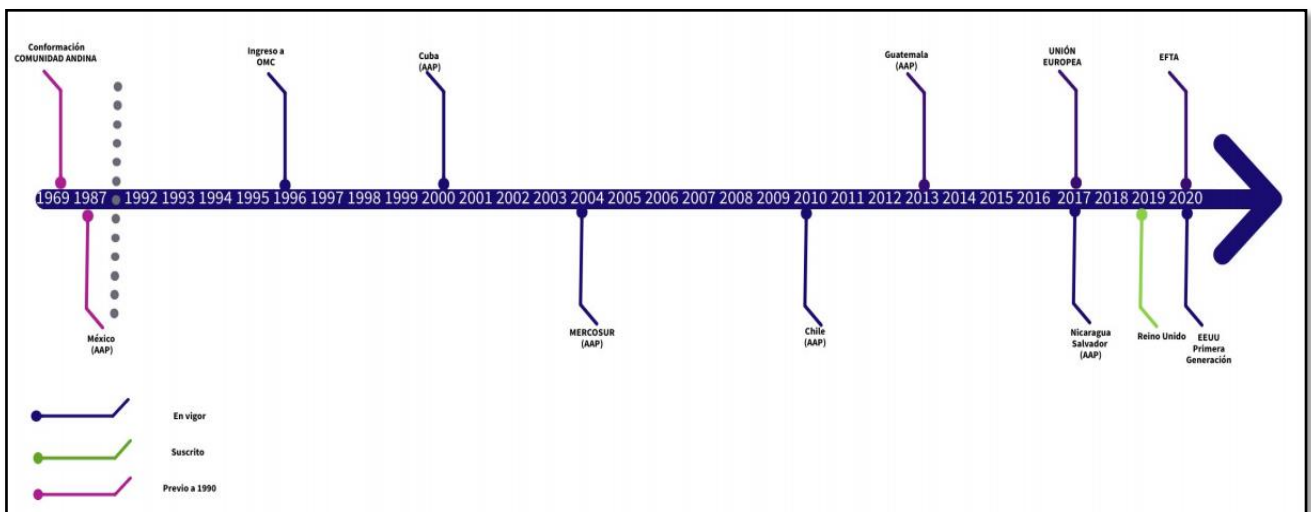 Conformación
COMUNIDAD ANDINA
Ingreso a
OMC
Cuba
(AAP)
Guatemala
(AAP)
UNIÓN
EUROPEA
EFTA
1969 1987 1992 1993 1994 1995 1996 1997 1998 1999 2000 2001 2002 2003 2004 2005 2006 2007 2008 2009 2010 2011 2012 2013 2014 2015 2016 2017 2018 2019 2020
México
(AAP)
MERCOSUR
(AAP)
Chile
(AAP)
Nicaragua
Salvador
(AAP)
Reino Unido
EEUU
Primera
Generación
En vigor
Suscrito
Previo a 1990